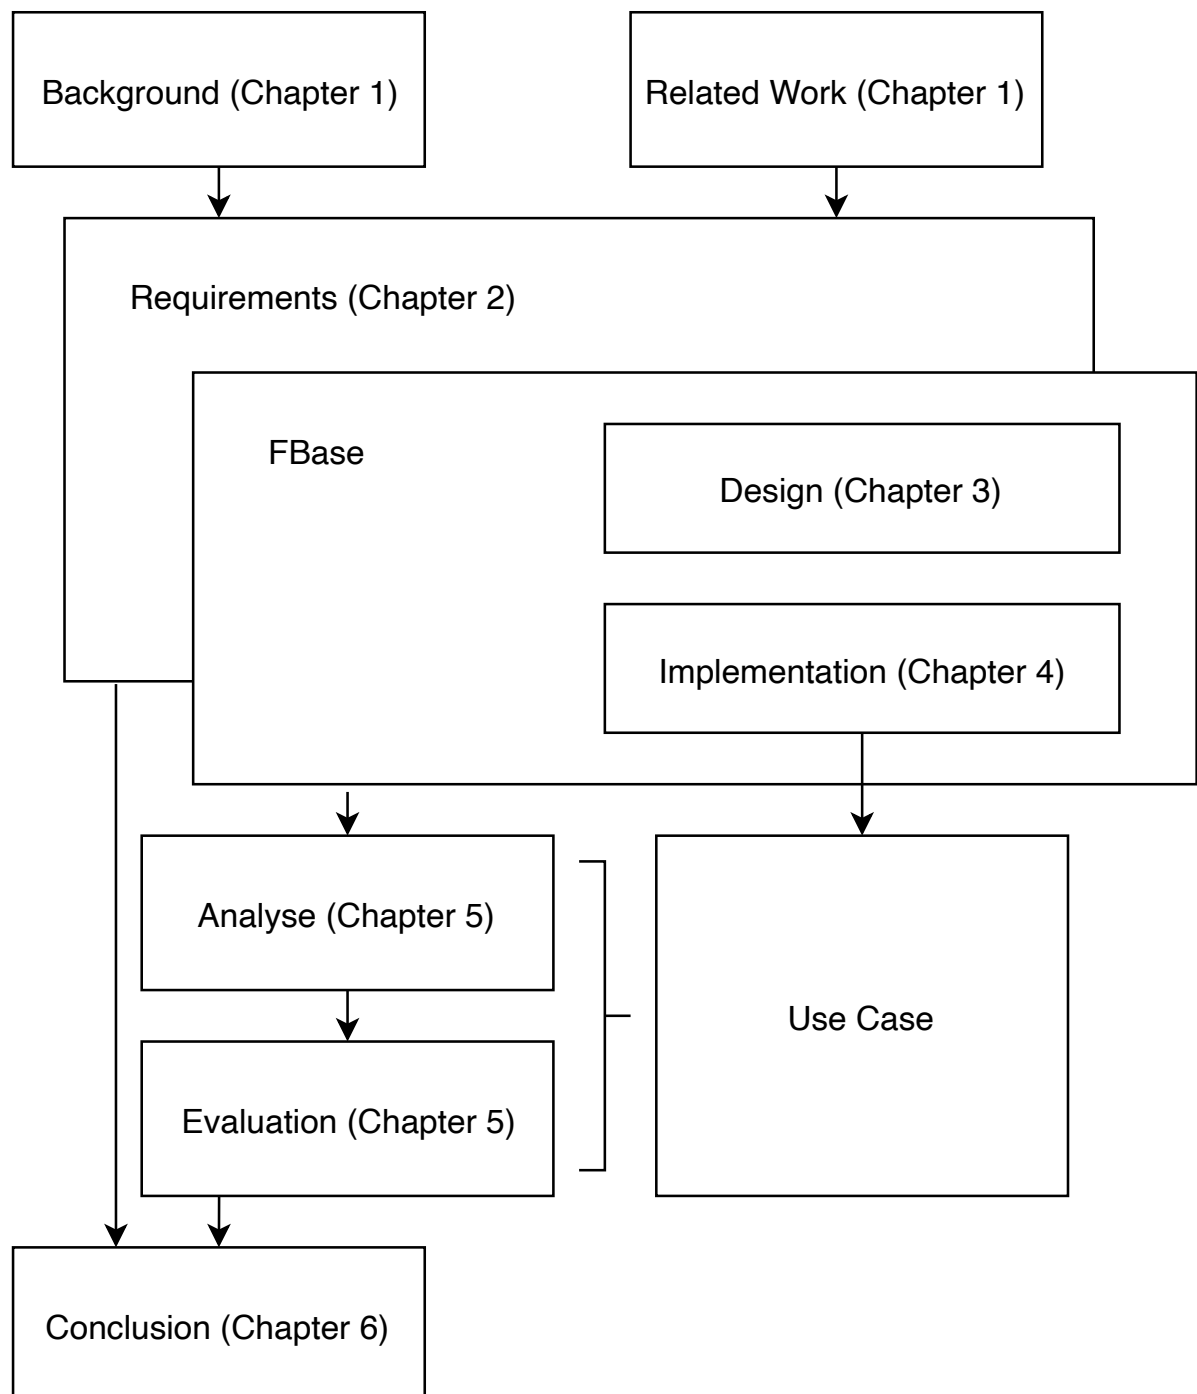 Background (Chapter 1)
Related Work (Chapter 1)
Requirements (Chapter 2)
FBase
Design (Chapter 3)
Implementation (Chapter 4)
Analyse (Chapter 5)
Use Case
Evaluation (Chapter 5)
Conclusion (Chapter 6)